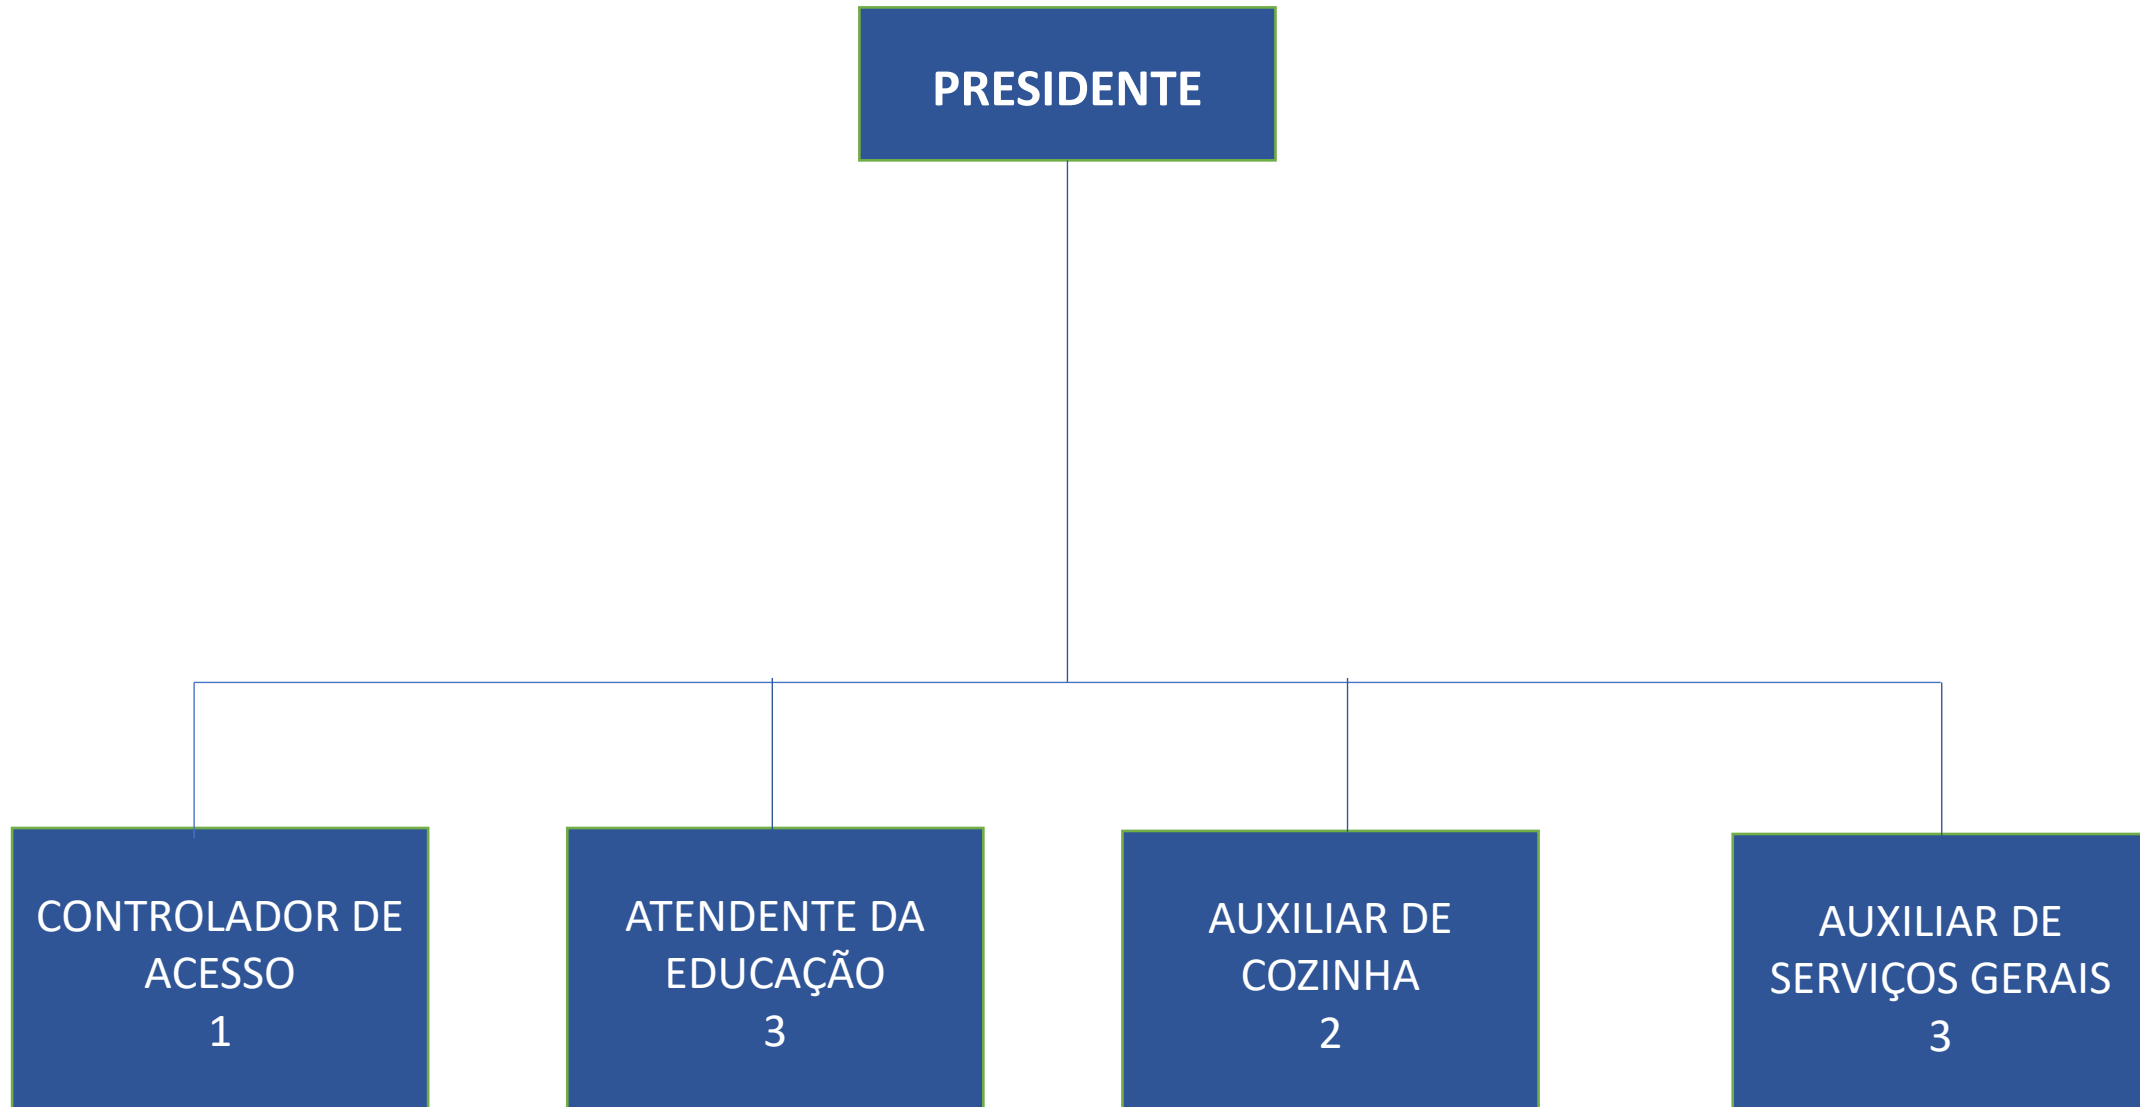 PRESIDENTE
CONTROLADOR DE
ACESSO
1
ATENDENTE DA
EDUCAÇÃO
3
AUXILIAR DE
COZINHA
2
AUXILIAR DE
SERVIÇOS GERAIS
3